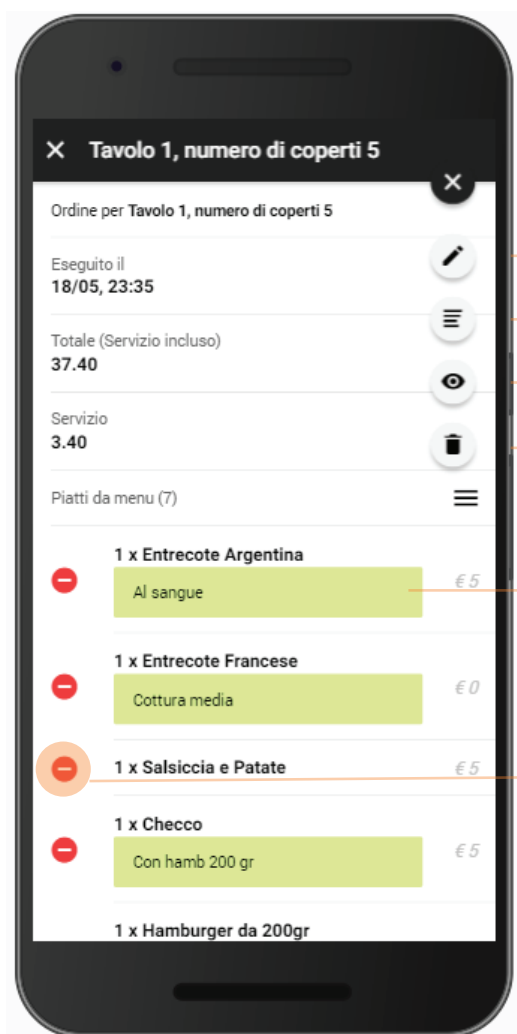 Tavolo 1, numero di coperti 5
Ordine per Tavolo 1, numero di coperti 5
Eseguito il
18/05, 23:35
Totale (Servizio incluso)
37.40
Servizio
3.40
Piatti da menu (7)
1 x Entrecote Argentina
Al sangue
€ 5
1 x Entrecote Francese
Cottura media
€ 0
1 x Salsiccia e Patate
€ 5
1 x Checco
Con hamb 200 gr
€ 5
1 x Hamburger da 200gr